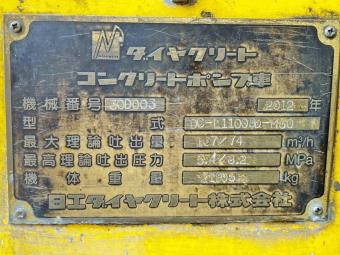 ダイヤクリート
コンクリートポンプ車
機械番号 30D003 2012 年
型式
最大理論吐出量 107/74 m³/h
最高理論吐出圧力 MPa
機体重量 kg
日工ダイヤクリート株式会社